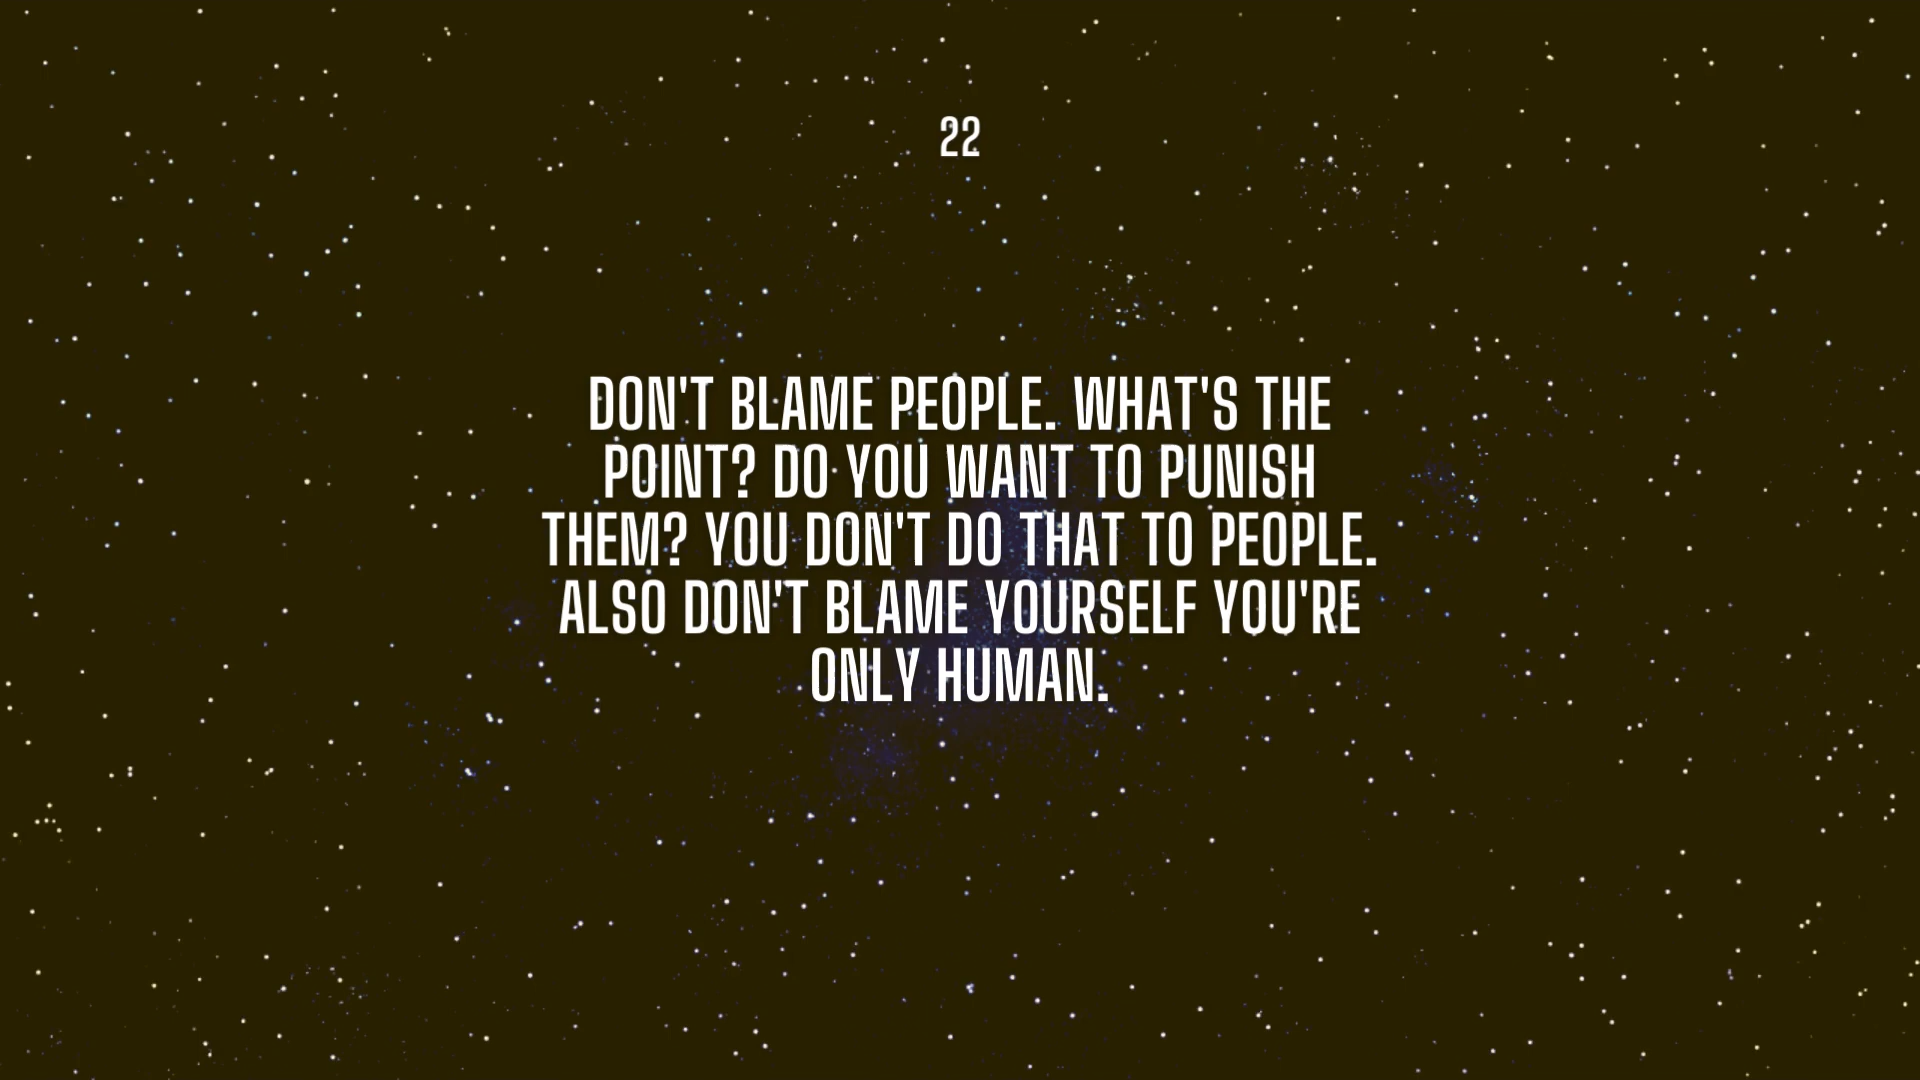 22
DON'T BLAME PEOPLE. WHAT'S THE
POINT? DO YOU WANT TO PUNISH
THEM? YOU DON'T DO THAT TO PEOPLE.
ALSO DON'T BLAME YOURSELF YOU'RE
ONLY HUMAN.